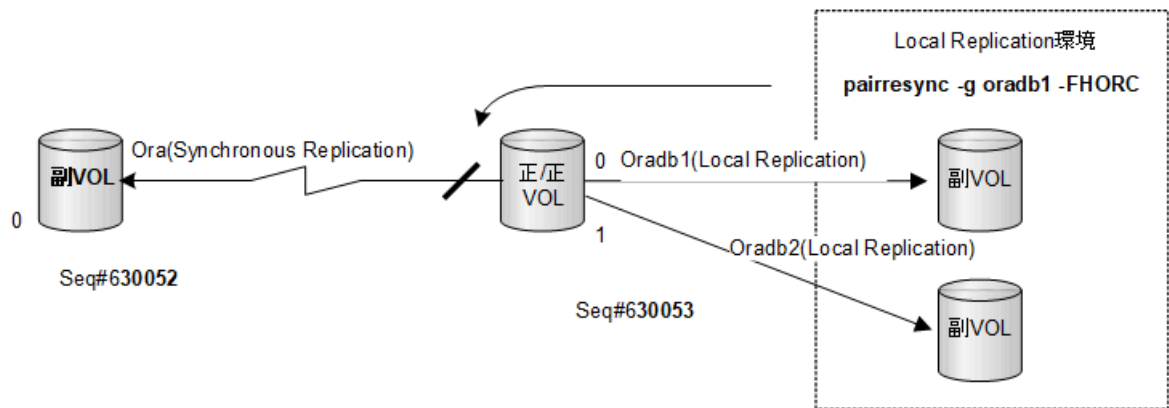 Local Replication環境
pairresync -g oradb1 -FHORC
Ora(Synchronous Replication)
副VOL
0
Seq#630052
正/正
VOL
0
1
Seq#630053
Oradb1(Local Replication)
副VOL
Oradb2(Local Replication)
副VOL